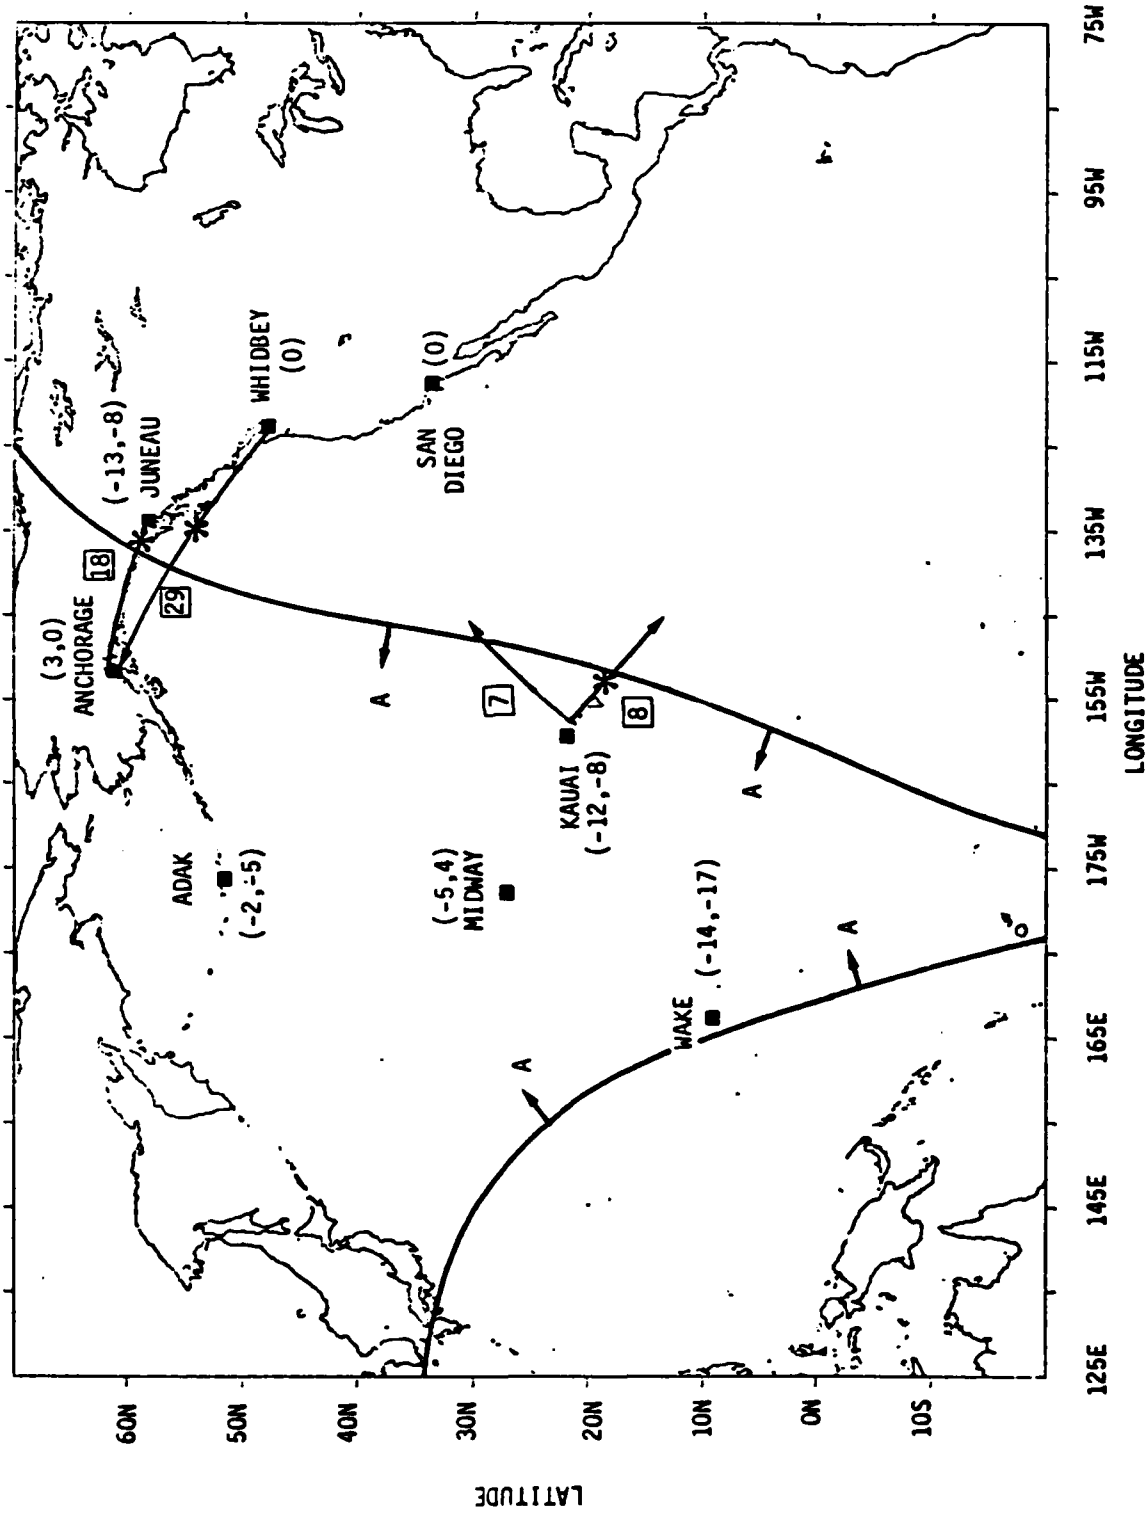 (3,0)
ANCHORAGE
18
29
(-13,-8)
JUNEAU
WHIDBEY
(0)
SAN
DIEGO
(0)
ADAK
(-2,-5)
(-5,4)
MIDWAY
A
7
8
KAUAI
(-12,-8)
A
WAKE
(-14,-17)
A
A
LATITUDE
60N
50N
40N
30N
20N
10N
0N
10S
125E
145E
165E
175W
155W
135W
115W
95W
75W
LONGITUDE